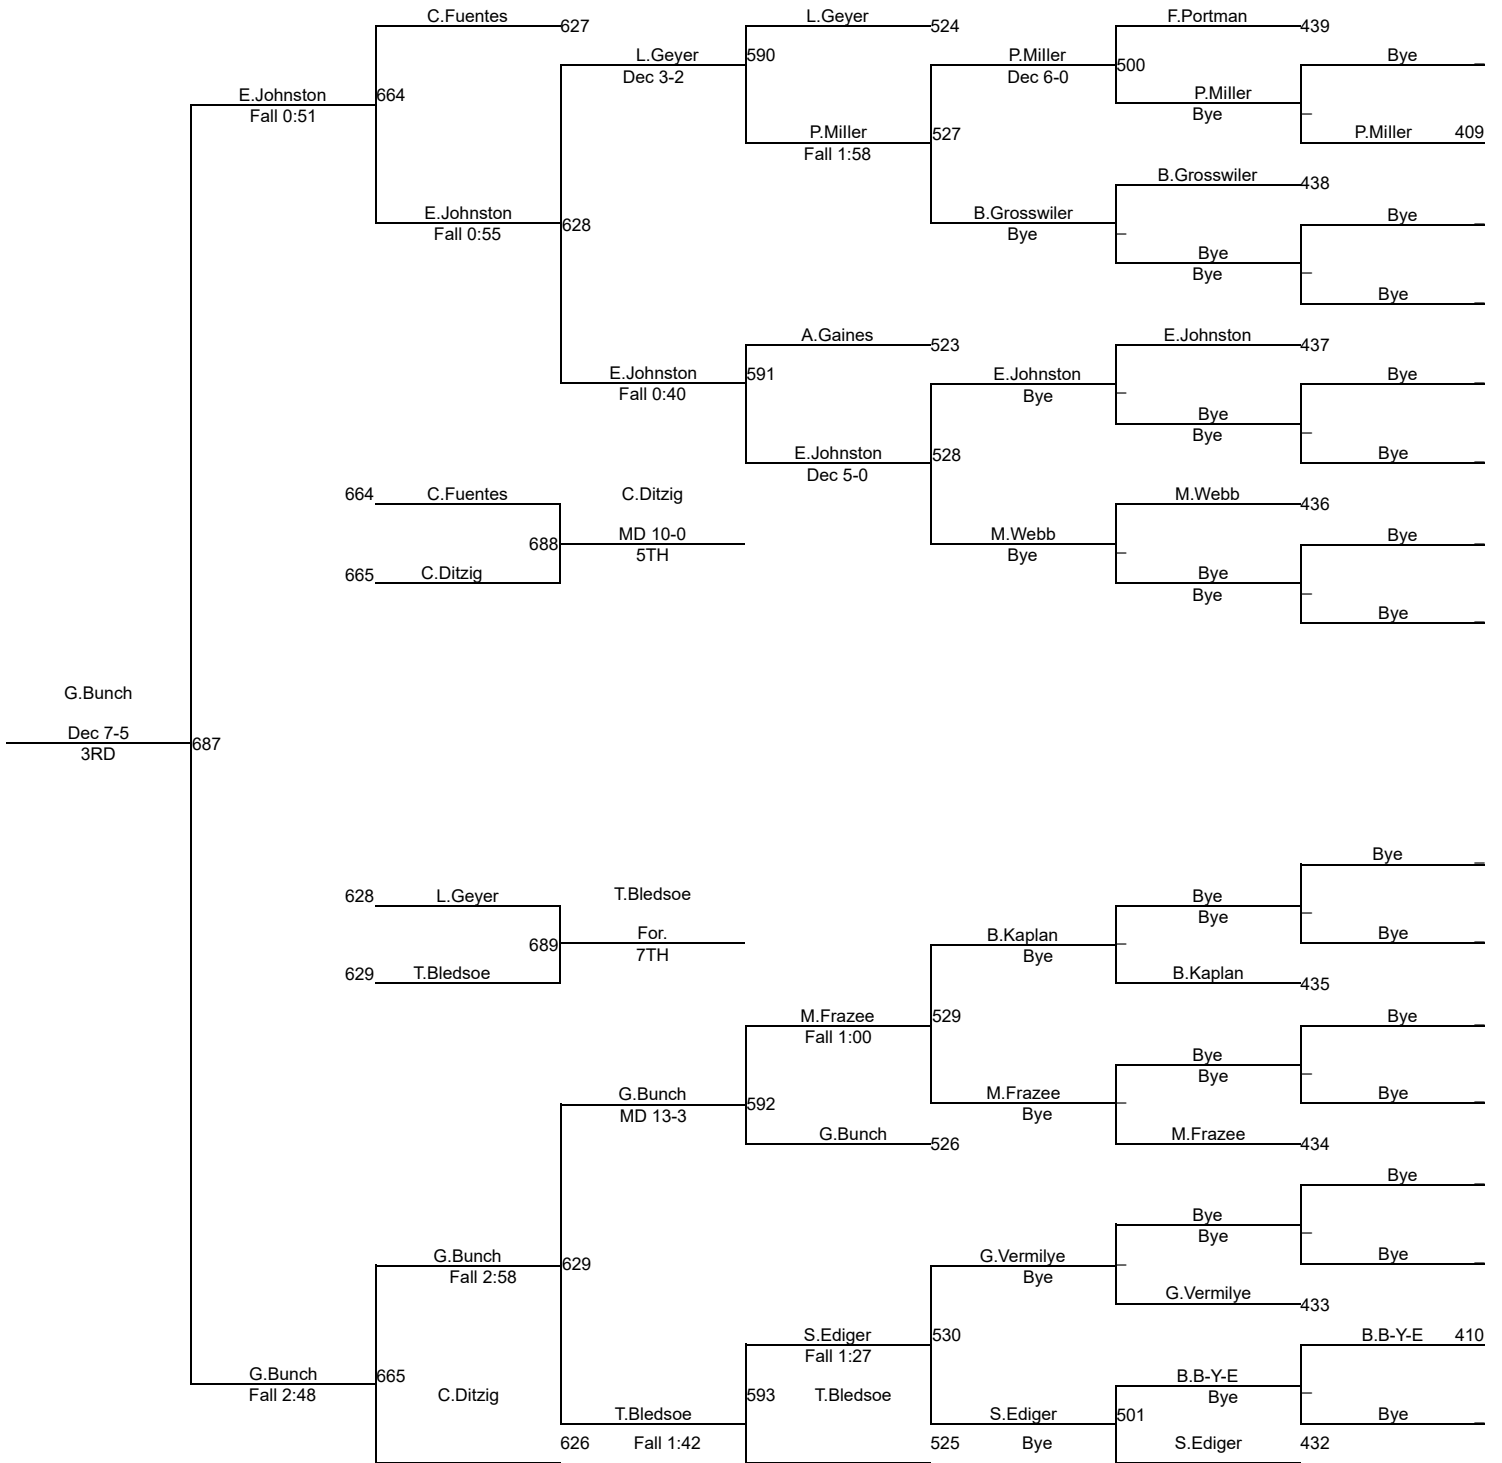 C.Fuentes L.Geyer F.Portman
627 524 439
L.Geyer 590 P.Miller 500 Bye
Dec 3-2 Dec 6-0
E.Johnston 664 P.Miller
Fall 0:51 Bye
P.Miller 527 P.Miller 409
Fall 1:58
B.Grosswiler 438
E.Johnston 628 B.Grosswiler Bye
Fall 0:55 Bye
Bye
Bye
Bye
A.Gaines 523 E.Johnston 437
E.Johnston 591 E.Johnston Bye
Fall 0:40 Bye
Bye
Bye
E.Johnston 528 Bye
Dec 5-0
664 C.Fuentes C.Ditzig M.Webb 436
688 MD 10-0 M.Webb Bye
5TH Bye
665 C.Ditzig Bye
Bye
Bye
G.Bunch
Dec 7-5 687
3RD
Bye
628 L.Geyer T.Bledsoe Bye
Bye
689 For. B.Kaplan Bye
7TH Bye
629 T.Bledsoe B.Kaplan 435
M.Frazee 529 Bye
Fall 1:00
Bye
Bye
G.Bunch 592 M.Frazee Bye
MD 13-3 Bye
G.Bunch 526 M.Frazee 434
Bye
Bye
Bye
G.Bunch 629 G.Vermilye Bye
Fall 2:58 Bye
G.Vermilye 433
S.Ediger 530 B.B-Y-E 410
Fall 1:27
G.Bunch 665 B.B-Y-E
Fall 2:48 C.Ditzig 593 T.Bledsoe Bye
T.Bledsoe S.Ediger 501 Bye
626 Fall 1:42 525 Bye S.Ediger 432